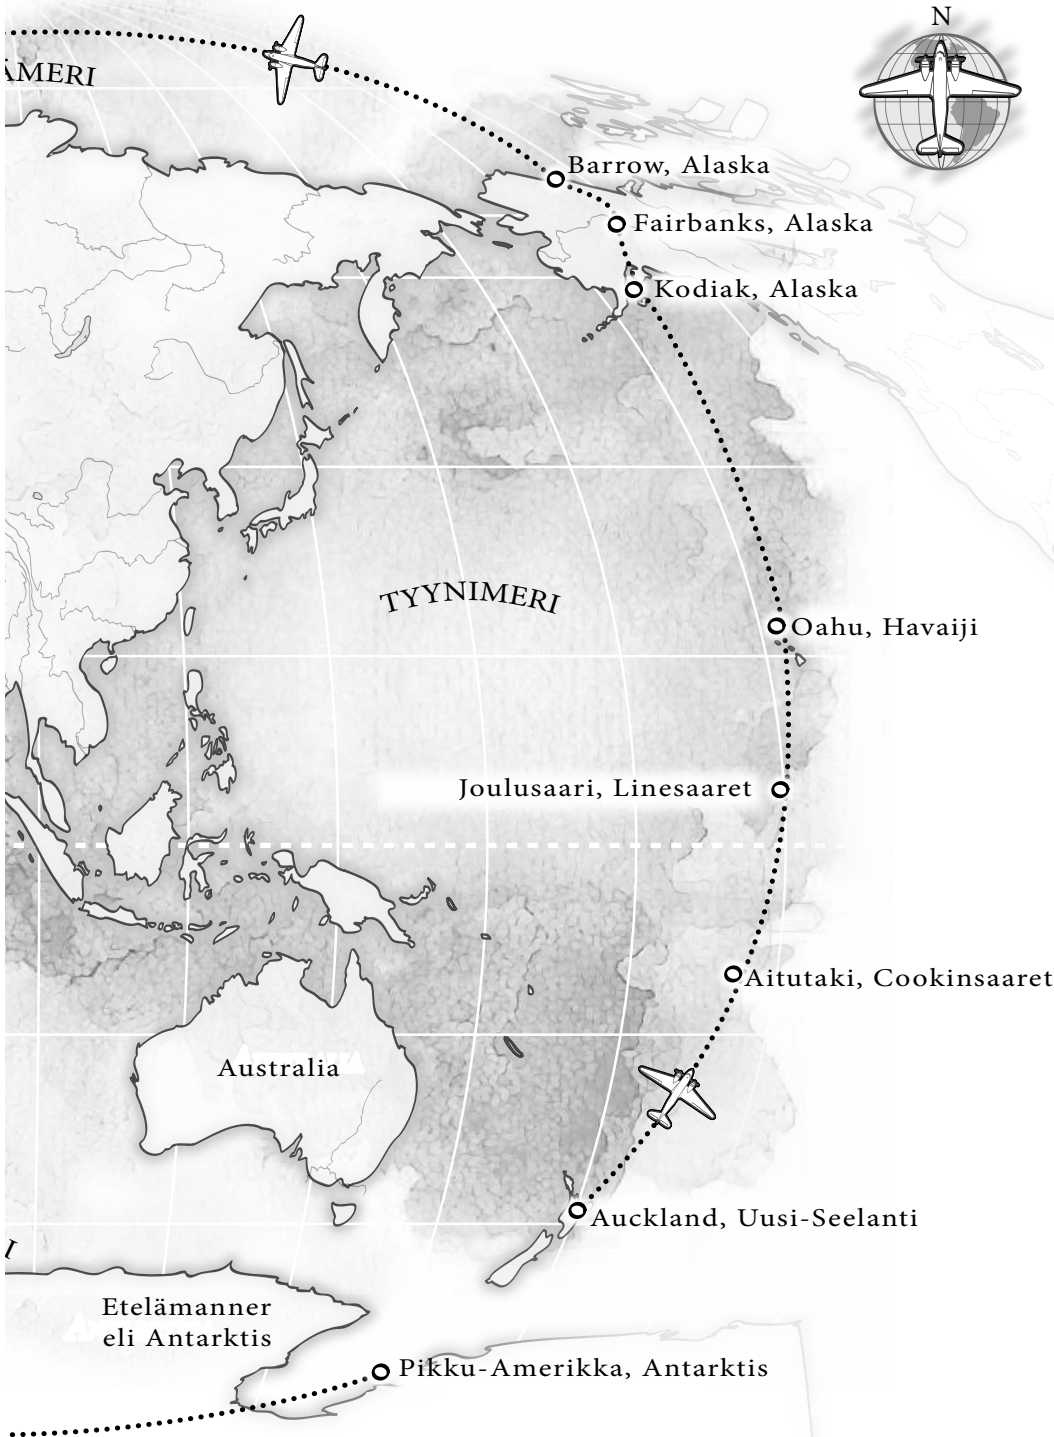 N
ÄMERI
Barrow, Alaska
Fairbanks, Alaska
Kodiak, Alaska
TYYNIMERI
Oahu, Havaiji
Joulusaari, Linesaaret
Aitutaki, Cookinsaaret
Australia
Auckland, Uusi-Seelanti
I
Etelämanner
eli Antarktis
Pikku-Amerikka, Antarktis